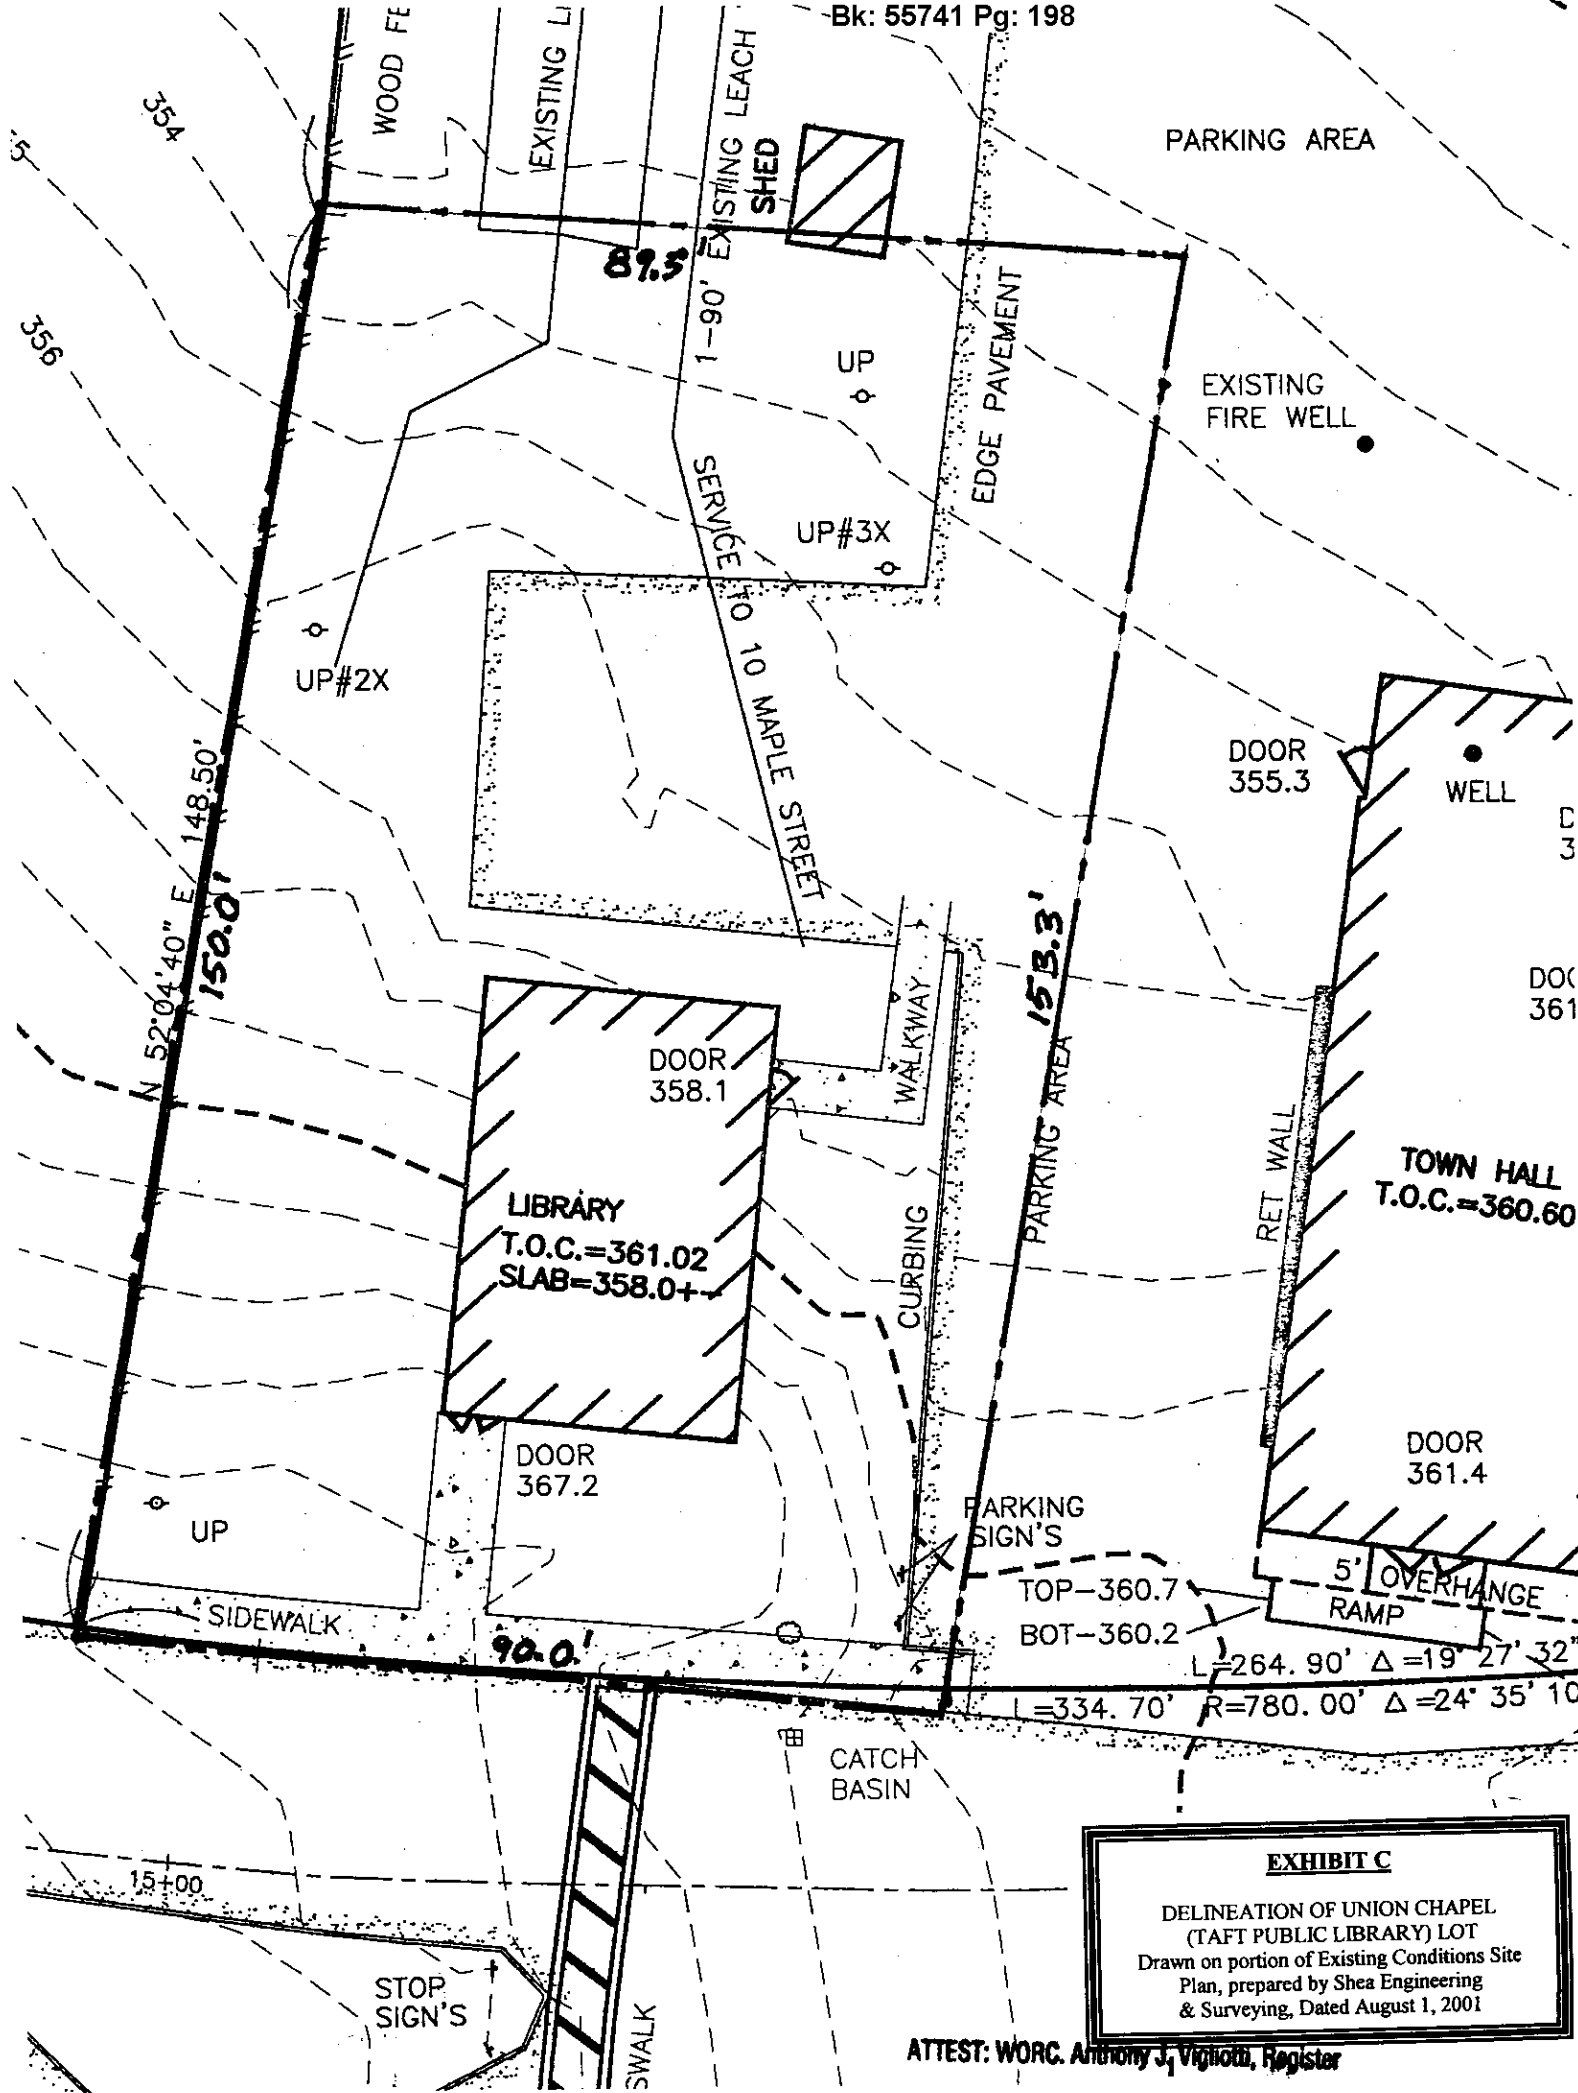 Bk: 55741 Pg: 198
354
WOOD
EXISTING
1-90' EXISTING LEACH
SHED
PARKING AREA
89.5'
356
UP
EDGE PAVEMENT
EXISTING
FIRE WELL
SERVICE TO 10 MAPLE STREET
UP#3X
UP#2X
DOOR
355.3
WELL
N 52°04'40" E 148.50'
150.0'
153.3'
361
DOOR
358.1
WALKWAY
PARKING AREA
RET WALL
TOWN HALL
T.O.C.=360.60
LIBRARY
T.O.C.=361.02
SLAB=358.0+-
CURBING
DOOR
367.2
DOOR
361.4
UP
PARKING
SIGN'S
TOP-360.7
BOT-360.2
5' OVERHANGE
RAMP
SIDEWALK
90.0'
L=264.90' Δ=19° 27' 32"
L=334.70' R=780.00' Δ=24° 35' 10
CATCH
BASIN
15+00
STOP
SIGN'S
SWALK
EXHIBIT C
DELINEATION OF UNION CHAPEL
(TAFT PUBLIC LIBRARY) LOT
Drawn on portion of Existing Conditions Site
Plan, prepared by Shea Engineering
& Surveying, Dated August 1, 2001
ATTEST: WORC. Anthony J. Vigliotti, Register